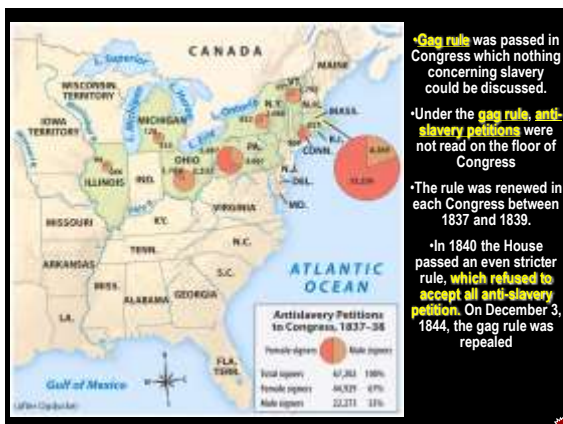 •Gag rule was passed in
Congress which nothing
concerning slavery
could be discussed.
•Under the gag rule, anti-
slavery petitions were
not read on the floor of
Congress
•The rule was renewed in
each Congress between
1837 and 1839.
•In 1840 the House
passed an even stricter
rule, which refused to
accept all anti-slavery
petition. On December 3,
1844, the gag rule was
repealed
CANADA
L. Superior
MAINE
WISCONSIN
TERRITORY
VT.
L. Michigan
L. Ontario
N.Y.
N.H.
MASS.
IOWA
TERRITORY
MICHIGAN
L. Erie
R.I.
CONN.
PA.
OHIO
N.J.
ILLINOIS
IND.
DEL.
MD.
VIRGINIA
MISSOURI
KY.
N.C.
TENN.
ARKANSAS
S.C.
ATLANTIC
OCEAN
MISS.
ALABAMA
GEORGIA
LA.
Antislavery Petitions
to Congress, 1837–38
Female signers
Male signers
FLA.
TERR.
Total signers 100%
Female signers 67%
Male signers 22,273 33%
Gulf of Mexico